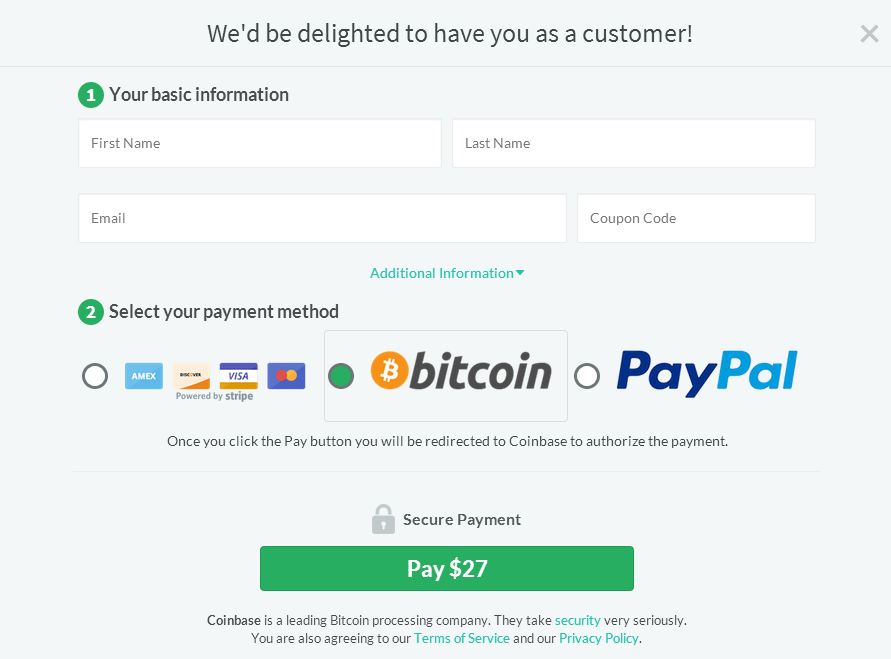 We'd be delighted to have you as a customer!
1 Your basic information
First Name
Last Name
Email
Coupon Code
Additional Information
2 Select your payment method
AMEX DISCOVER VISA
Powered by stripe
bitcoin
PayPal
Once you click the Pay button you will be redirected to Coinbase to authorize the payment.
Secure Payment
Pay $27
Coinbase is a leading Bitcoin processing company. They take security very seriously.
You are also agreeing to our Terms of Service and our Privacy Policy.